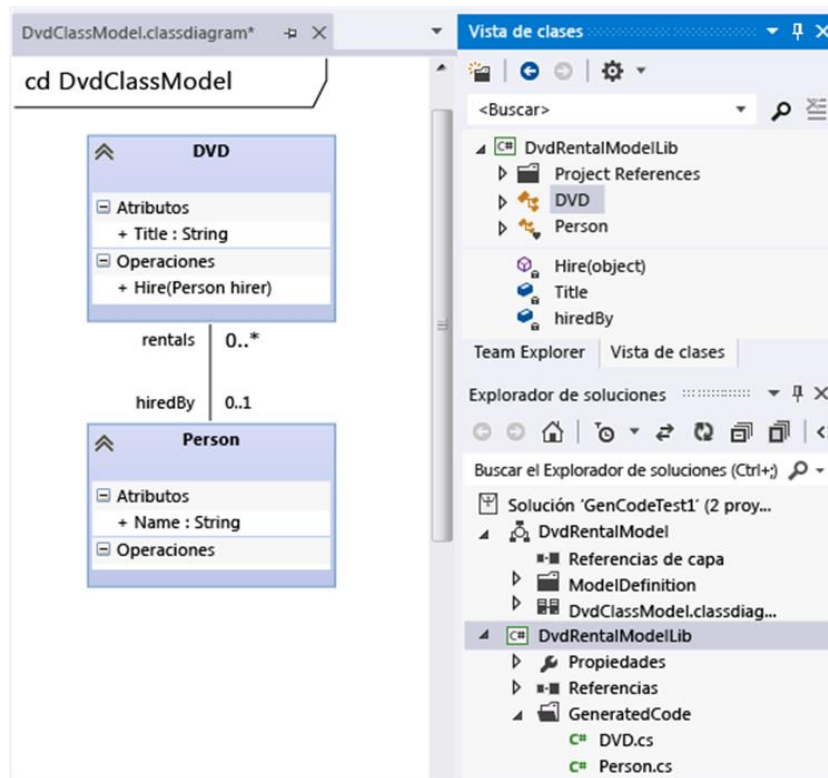 DvdClassModel.classdiagram*
cd DvdClassModel
DVD
Atributos
+ Title : String
Operaciones
+ Hire(Person hirer)
rentals 0..*
hiredBy 0..1
Person
Atributos
+ Name : String
Operaciones
Vista de clases
<Buscar>
C# DvdRentalModelLib
Project References
DVD
Person
Hire(object)
Title
hiredBy
Team Explorer Vista de clases
Explorador de soluciones
Buscar el Explorador de soluciones (Ctrl+;)
Solución 'GenCodeTest1' (2 proy...
DvdRentalModel
Referencias de capa
ModelDefinition
DvdClassModel.classdiag...
C# DvdRentalModelLib
Propiedades
Referencias
GeneratedCode
C# DVD.cs
C# Person.cs